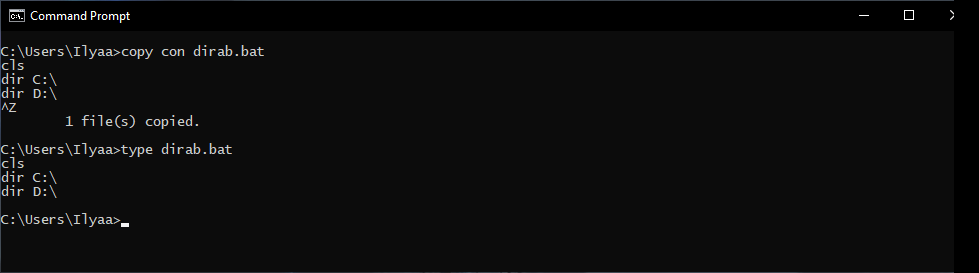 Command Prompt
C:\Users\Ilyaa>copy con dirab.bat
cls
dir C:\
dir D:\
^Z
        1 file(s) copied.
C:\Users\Ilyaa>type dirab.bat
cls
dir C:\
dir D:\
C:\Users\Ilyaa>